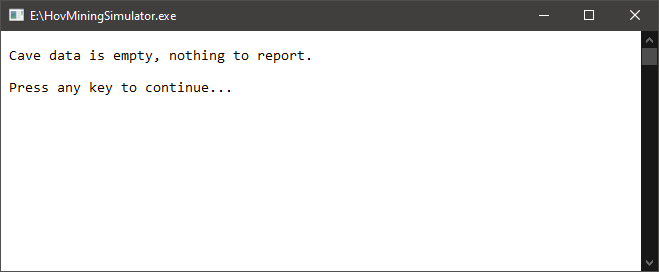 E:\HovMiningSimulator.exe
Cave data is empty, nothing to report.
Press any key to continue...